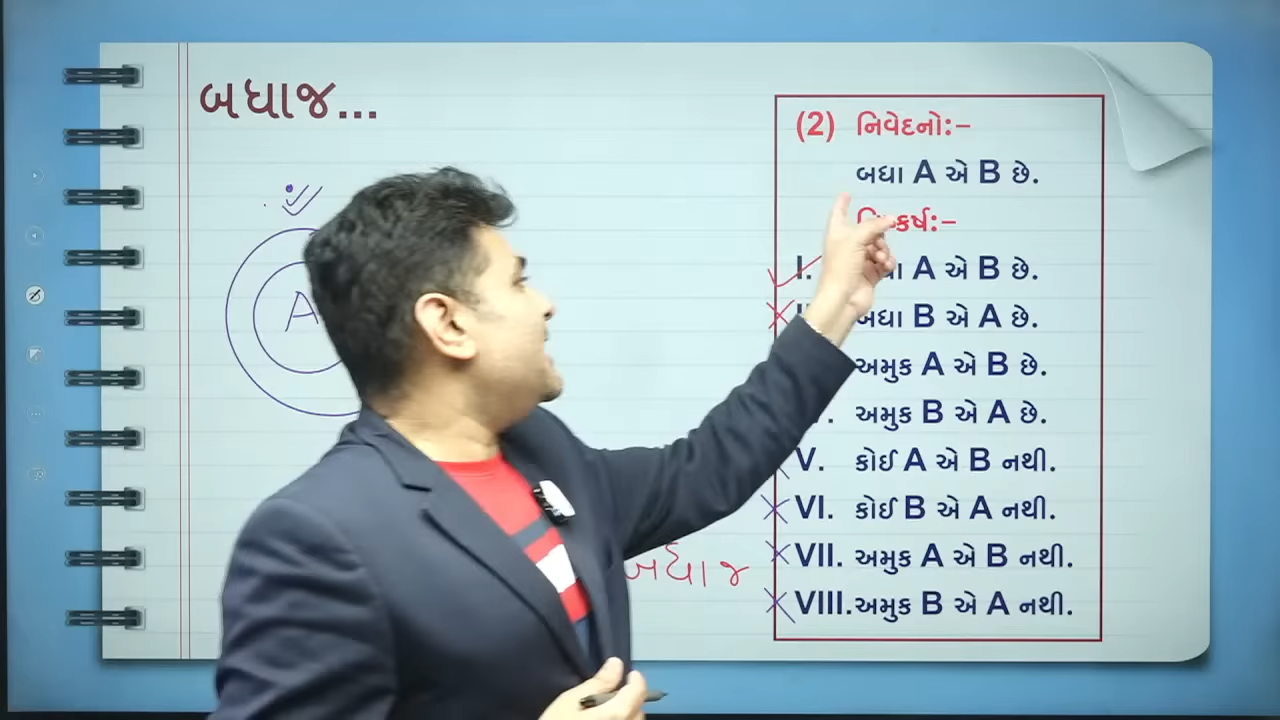 બધાજ...
(2) નિવેદનો:–
બધા A એ B છે.
I. A એ B છે.
બધા B એ A છે.
અમુક A એ B છે.
અમુક B એ A છે.
V. કોઈ A એ B નથી.
VI. કોઈ B એ A નથી.
VII. અમુક A એ B નથી.
VIII. અમુક B એ A નથી.
A
બધાજ